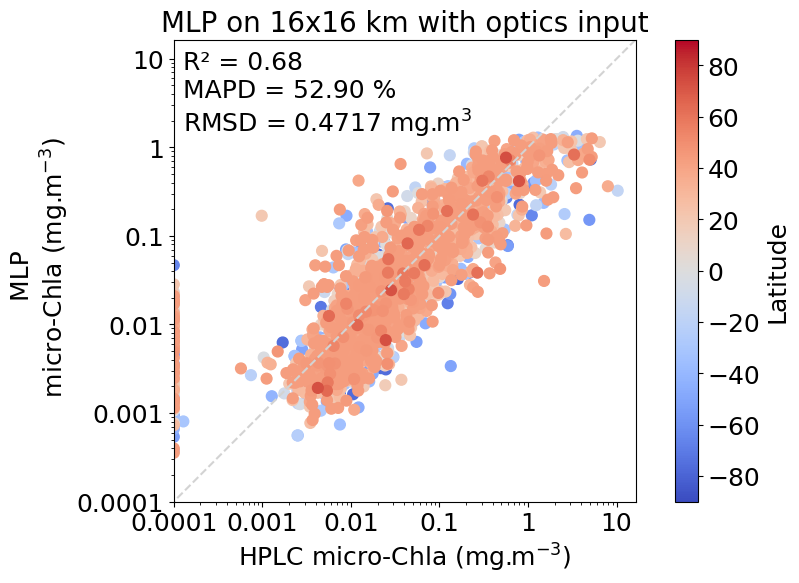 MLP on 16x16 km with optics input
R² = 0.68
MAPD = 52.90 %
RMSD = 0.4717 mg.m³
10
1
0.1
0.01
0.001
0.0001
MLP
micro-Chla (mg.m⁻³)
0.0001
0.001
0.01
0.1
1
10
HPLC micro-Chla (mg.m⁻³)
80
60
40
20
0
−20
−40
−60
−80
Latitude